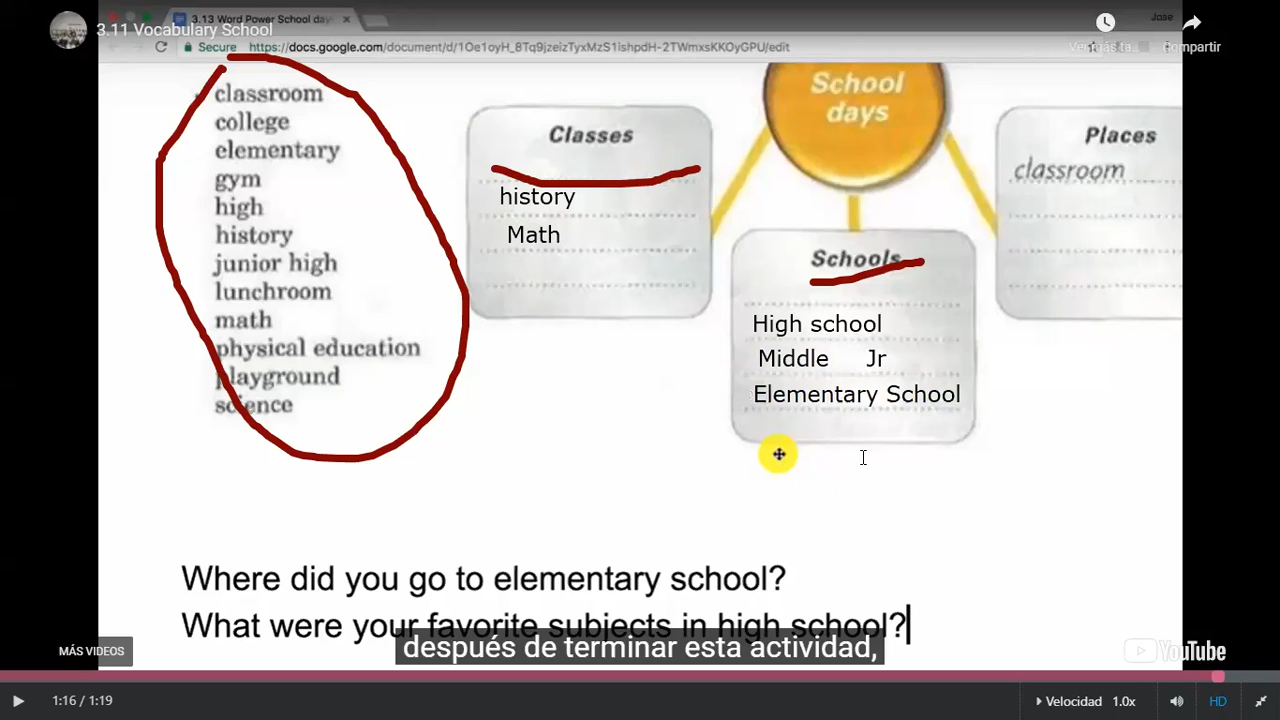 3.13 Word Power School day
Jose
3.11 Vocabulary School
Compartir
Secure
https://docs.google.com/document/d/1Oe1oyH_8Tq9jzeizTyxMzS1ishpdH-2TWmxsKKOyGPU/edit
classroom
college
elementary
gym
high
history
junior high
lunchroom
math
physical education
playground
science
Classes
history
Math
School
days
Schools
High school
Middle Jr
Elementary School
Places
classroom
Where did you go to elementary school?
What were your favorite subjects in high school?
después de terminar esta actividad,
MÁS VIDEOS
YouTube
1:16 / 1:19
Velocidad 1.0x
HD